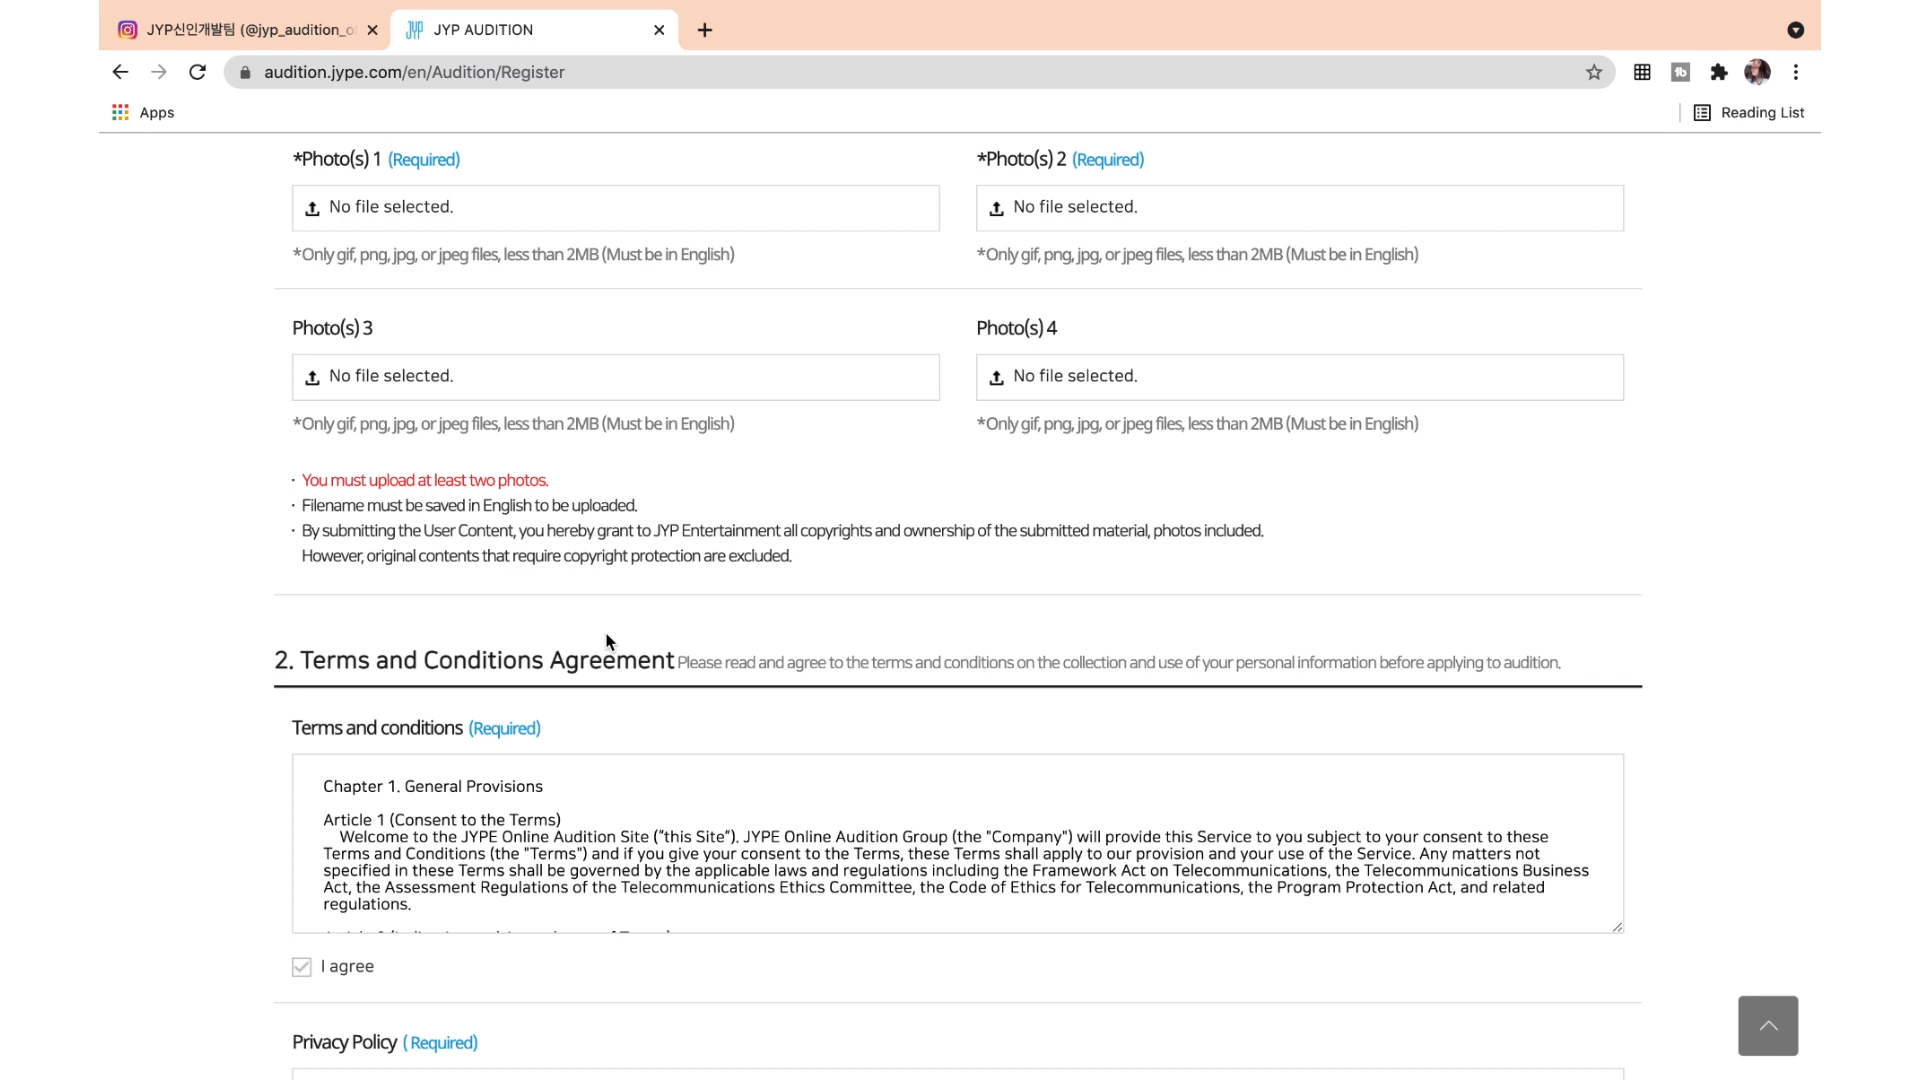 JYP신인개발팀 (@jyp_audition_o
JYP AUDITION
audition.jype.com/en/Audition/Register
Apps
Reading List
*Photo(s) 1 (Required)
*Photo(s) 2 (Required)
No file selected.
No file selected.
*Only gif, png, jpg, or jpeg files, less than 2MB (Must be in English)
*Only gif, png, jpg, or jpeg files, less than 2MB (Must be in English)
Photo(s) 3
Photo(s) 4
No file selected.
No file selected.
*Only gif, png, jpg, or jpeg files, less than 2MB (Must be in English)
*Only gif, png, jpg, or jpeg files, less than 2MB (Must be in English)
· You must upload at least two photos.
· Filename must be saved in English to be uploaded.
· By submitting the User Content, you hereby grant to JYP Entertainment all copyrights and ownership of the submitted material, photos included.
However, original contents that require copyright protection are excluded.
2. Terms and Conditions Agreement Please read and agree to the terms and conditions on the collection and use of your personal information before applying to audition.
Terms and conditions (Required)
Chapter 1. General Provisions
Article 1 (Consent to the Terms)
Welcome to the JYPE Online Audition Site ("this Site"). JYPE Online Audition Group (the "Company") will provide this Service to you subject to your consent to these
Terms and Conditions (the "Terms") and if you give your consent to the Terms, these Terms shall apply to our provision and your use of the Service. Any matters not
specified in these Terms shall be governed by the applicable laws and regulations including the Framework Act on Telecommunications, the Telecommunications Business
Act, the Assessment Regulations of the Telecommunications Ethics Committee, the Code of Ethics for Telecommunications, the Program Protection Act, and related
regulations.
I agree
Privacy Policy ( Required)